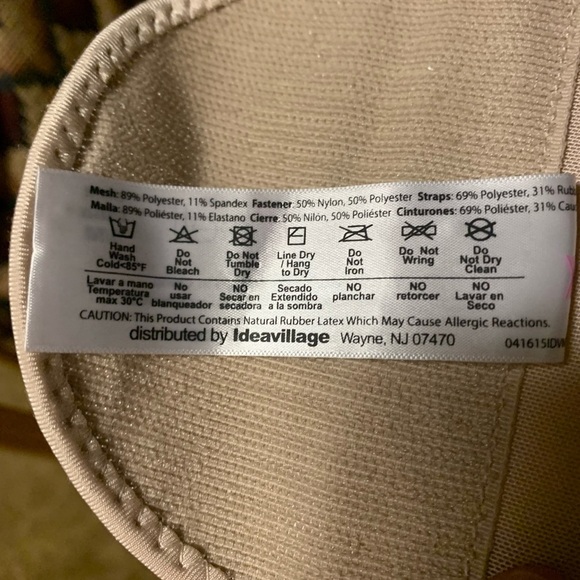 Mesh: 89% Polyester, 11% Spandex Fastener: 50% Nylon, 50% Polyester Straps: 69% Polyester, 31%
Malla: 89% Poliéster, 11% Elastano Cierre: 50% Nilón, 50% Poliéster Cinturones: 69% Poliéster, 31%
Hand Wash Cold<85°F Do Not Bleach Do Not Tumble Dry Line Dry / Hang to Dry Do Not Iron Do Not Wring Do Not Dry Clean
Lavar a mano Temperatura máx 30°C No usar blanqueador NO Secar en secadora Secado Extendido a la sombra NO planchar NO retorcer NO Lavar en Seco
CAUTION: This Product Contains Natural Rubber Latex Which May Cause Allergic Reactions.
distributed by Ideavillage Wayne, NJ 07470 041615IDV